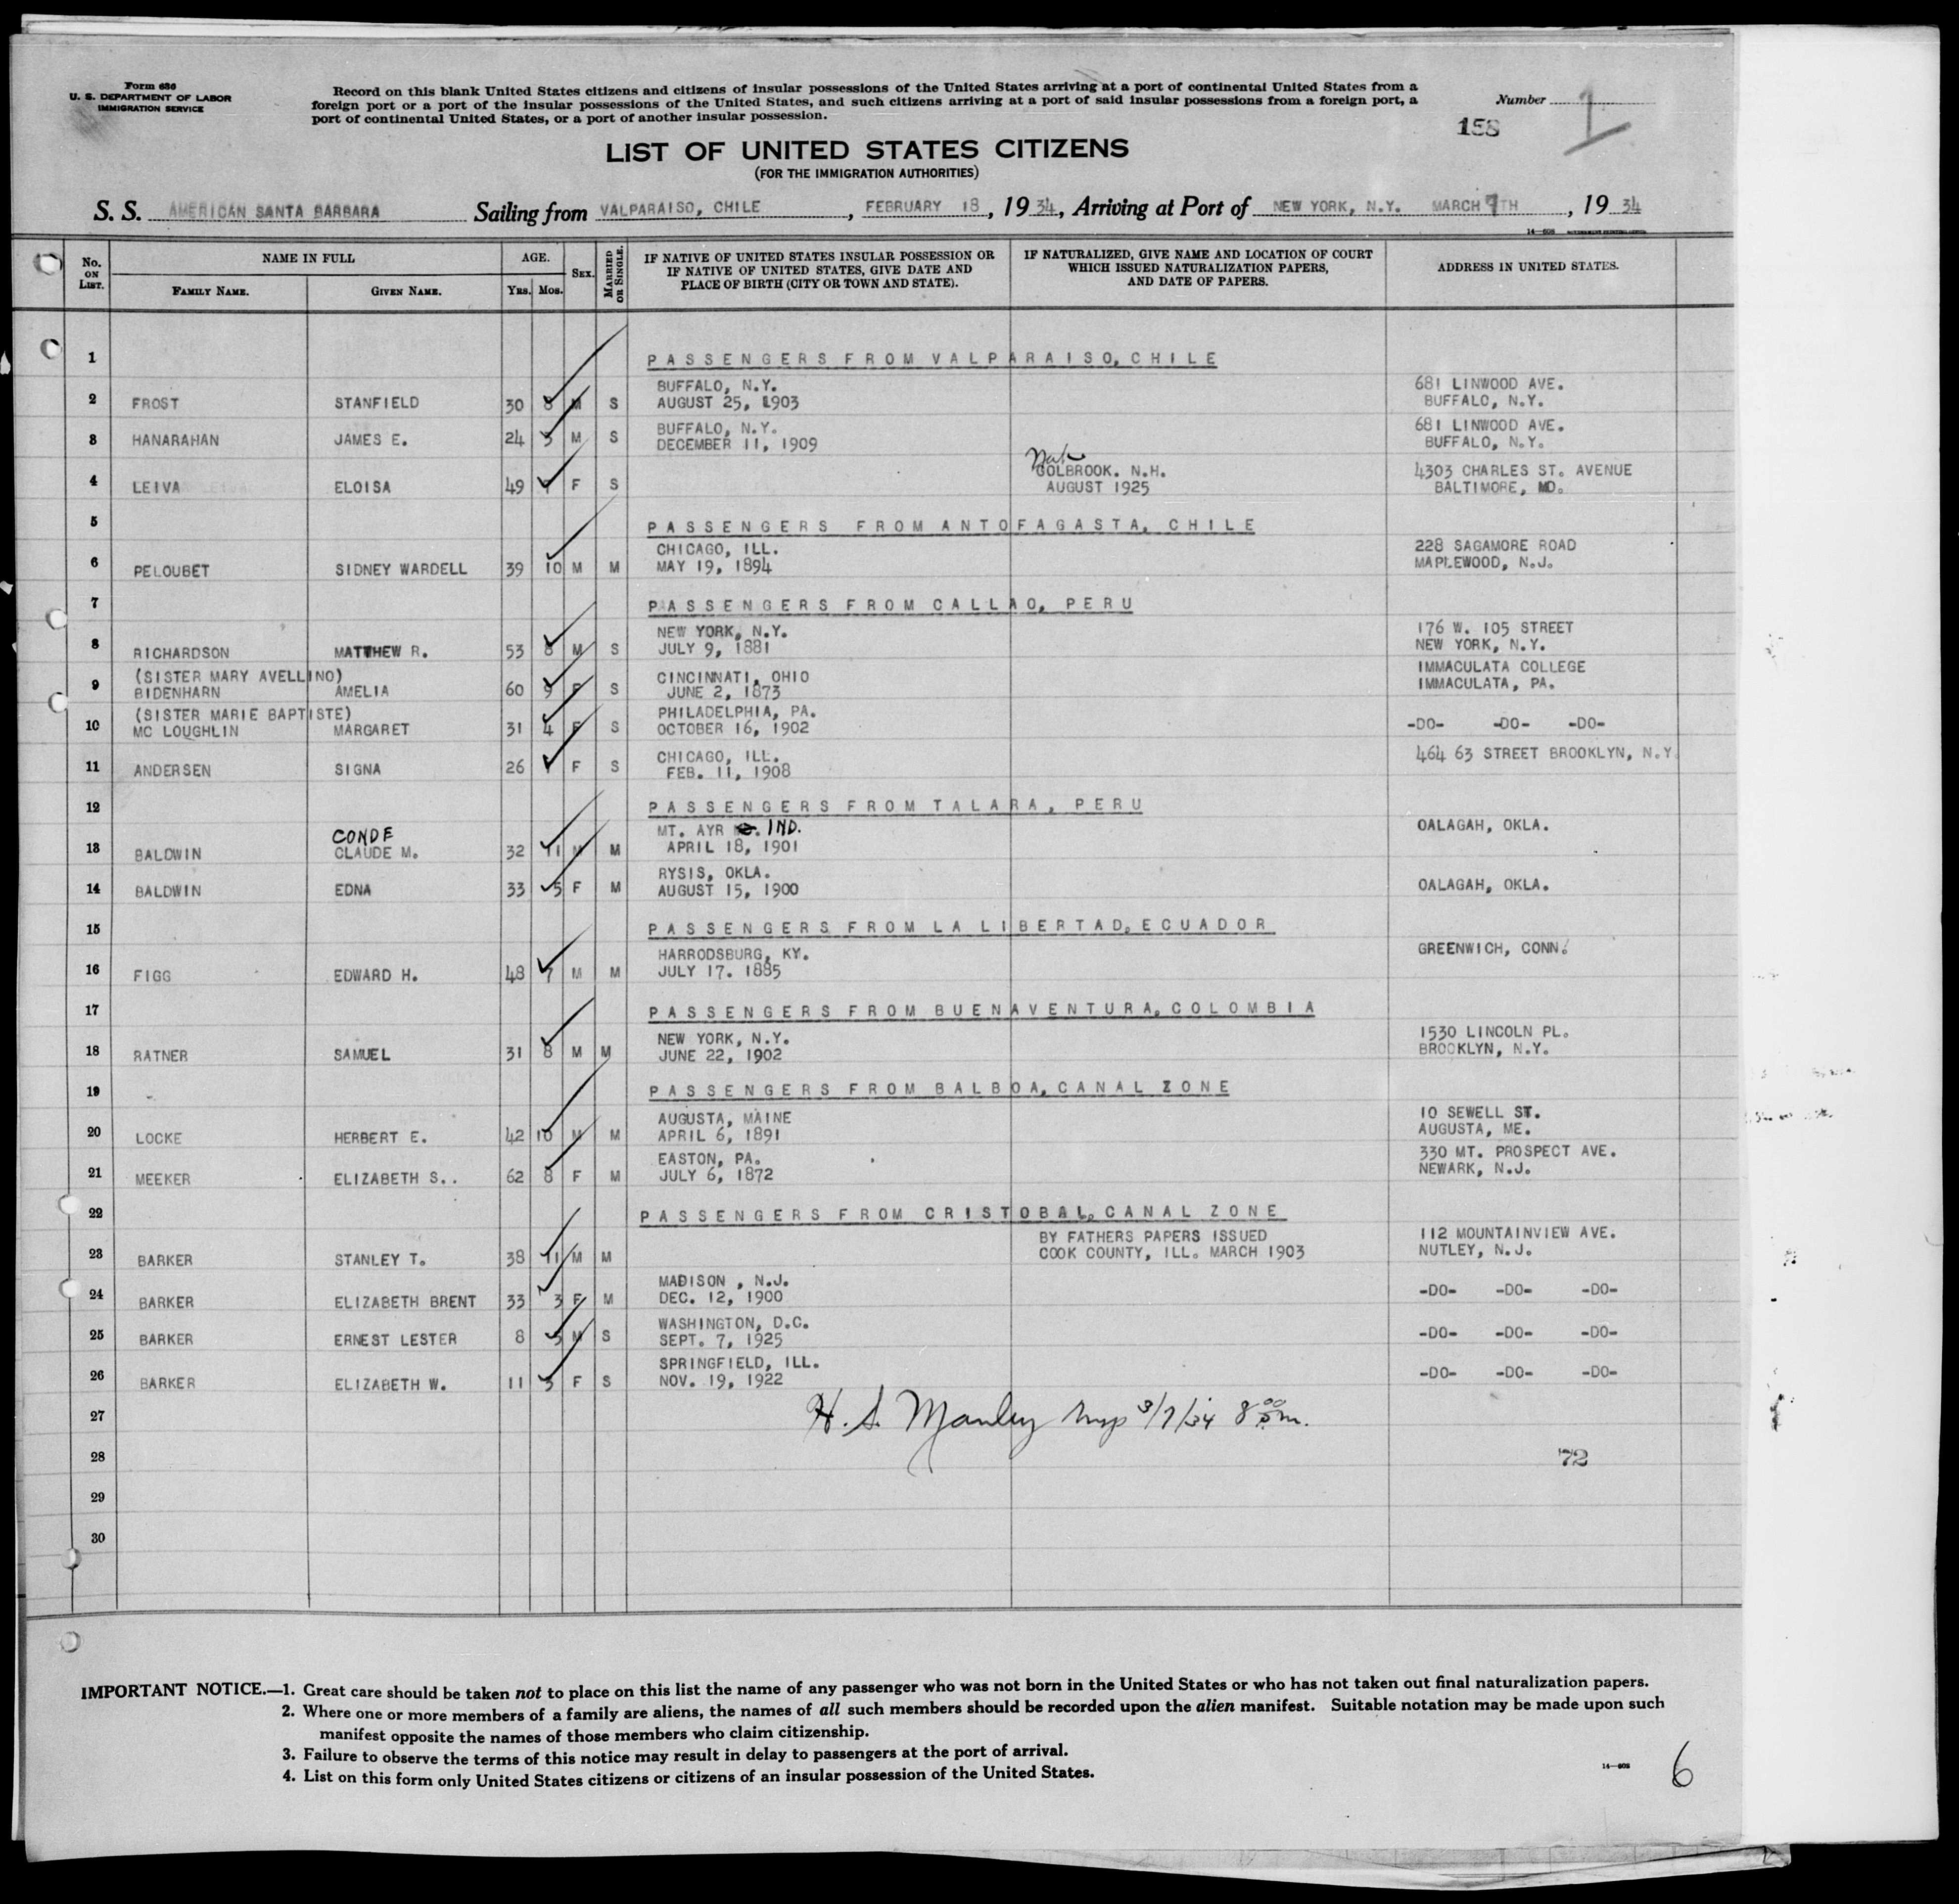 Form 630
U. S. DEPARTMENT OF LABOR
IMMIGRATION SERVICE
Record on this blank United States citizens and citizens of insular possessions of the United States arriving at a port of continental United States from a
foreign port or a port of the insular possessions of the United States, and such citizens arriving at a port of said insular possessions from a foreign port, a
port of continental United States, or a port of another insular possession.
Number 1
158
LIST OF UNITED STATES CITIZENS
(FOR THE IMMIGRATION AUTHORITIES)
S. S. AMERICAN SANTA BARBARA Sailing from VALPARAISO, CHILE, FEBRUARY 18, 1934, Arriving at Port of NEW YORK, N.Y. MARCH 7TH, 1934
14—608
No. ON LIST. NAME IN FULL AGE. SEX. MARRIED OR SINGLE. IF NATIVE OF UNITED STATES INSULAR POSSESSION OR IF NATIVE OF UNITED STATES, GIVE DATE AND PLACE OF BIRTH (CITY OR TOWN AND STATE). IF NATURALIZED, GIVE NAME AND LOCATION OF COURT WHICH ISSUED NATURALIZATION PAPERS, AND DATE OF PAPERS. ADDRESS IN UNITED STATES.
FAMILY NAME. GIVEN NAME. YRS. MOS.
1 PASSENGERS FROM VALPARAISO, CHILE
BUFFALO, N.Y. 681 LINWOOD AVE.
2 FROST STANFIELD 30 6 M S AUGUST 25, 1903 BUFFALO, N.Y.
BUFFALO, N.Y. 681 LINWOOD AVE.
3 HANARAHAN JAMES E. 24 3 M S DECEMBER 11, 1909 BUFFALO, N.Y.
COLBROOK. N.H. 4303 CHARLES ST. AVENUE
4 LEIVA ELOISA 49 F S AUGUST 1925 BALTIMORE, MD.
5 PASSENGERS FROM ANTOFAGASTA, CHILE
CHICAGO, ILL. 228 SAGAMORE ROAD
6 PELOUBET SIDNEY WARDELL 39 10 M M MAY 19, 1894 MAPLEWOOD, N.J.
7 PASSENGERS FROM CALLAO, PERU
NEW YORK, N.Y. 176 W. 105 STREET
8 RICHARDSON MATTHEW R. 53 8 M S JULY 9, 1881 NEW YORK, N.Y.
(SISTER MARY AVELLINO) CINCINNATI, OHIO IMMACULATA COLLEGE
9 BIDENHARN AMELIA 60 9 F S JUNE 2, 1873 IMMACULATA, PA.
(SISTER MARIE BAPTISTE) PHILADELPHIA, PA.
10 MC LOUGHLIN MARGARET 31 4 F S OCTOBER 16, 1902 -DO- -DO- -DO-
CHICAGO, ILL. 464 63 STREET BROOKLYN, N.Y.
11 ANDERSEN SIGNA 26 F S FEB. 11, 1908
12 PASSENGERS FROM TALARA, PERU
CONDE MT. AYR IND. OALAGAH, OKLA.
13 BALDWIN CLAUDE M. 32 11 M M APRIL 18, 1901
RYSIS, OKLA.
14 BALDWIN EDNA 33 5 F M AUGUST 15, 1900 OALAGAH, OKLA.
15 PASSENGERS FROM LA LIBERTAD, ECUADOR
HARRODSBURG, KY. GREENWICH, CONN.
16 FIGG EDWARD H. 48 7 M M JULY 17. 1885
17 PASSENGERS FROM BUENAVENTURA, COLOMBIA
NEW YORK, N.Y. 1530 LINCOLN PL.
18 RATNER SAMUEL 31 8 M M JUNE 22, 1902 BROOKLYN, N.Y.
19 PASSENGERS FROM BALBOA, CANAL ZONE
AUGUSTA, MAINE 10 SEWELL ST.
20 LOCKE HERBERT E. 42 10 M M APRIL 6, 1891 AUGUSTA, ME.
EASTON, PA. 330 MT. PROSPECT AVE.
21 MEEKER ELIZABETH S.. 62 8 F M JULY 6, 1872 NEWARK, N.J.
22 PASSENGERS FROM CRISTOBAL, CANAL ZONE
BY FATHERS PAPERS ISSUED 112 MOUNTAINVIEW AVE.
23 BARKER STANLEY T. 38 11 M M COOK COUNTY, ILL. MARCH 1903 NUTLEY, N.J.
MADISON , N.J.
24 BARKER ELIZABETH BRENT 33 3 F M DEC. 12, 1900 -DO- -DO- -DO-
WASHINGTON, D.C.
25 BARKER ERNEST LESTER 8 5 M S SEPT. 7, 1925 -DO- -DO- -DO-
SPRINGFIELD, ILL.
26 BARKER ELIZABETH W. 11 3 F S NOV. 19, 1922 -DO- -DO- -DO-
27 H. S. Manley Insp 3/7/34 8 00 p.m.
28 72
29
30
IMPORTANT NOTICE.—1. Great care should be taken not to place on this list the name of any passenger who was not born in the United States or who has not taken out final naturalization papers.
2. Where one or more members of a family are aliens, the names of all such members should be recorded upon the alien manifest. Suitable notation may be made upon such
manifest opposite the names of those members who claim citizenship.
3. Failure to observe the terms of this notice may result in delay to passengers at the port of arrival.
4. List on this form only United States citizens or citizens of an insular possession of the United States.
14—608
6